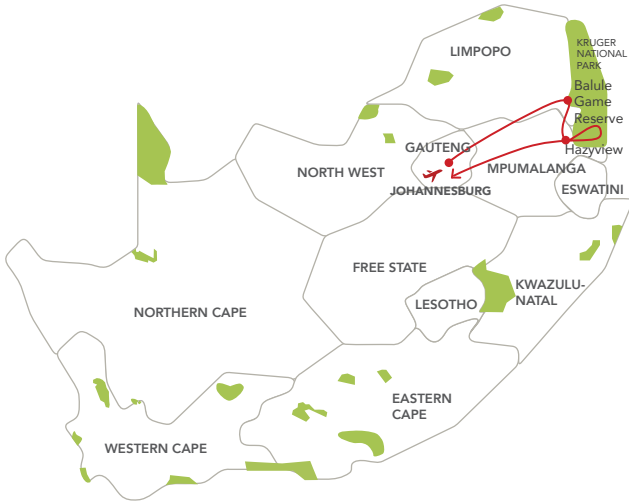 LIMPOPO
KRUGER
NATIONAL
PARK
Balule
Game
Reserve
Hazyview
GAUTENG
MPUMALANGA
NORTH WEST
JOHANNESBURG
ESWATINI
FREE STATE
KWAZULU-
NATAL
LESOTHO
NORTHERN CAPE
EASTERN
CAPE
WESTERN CAPE